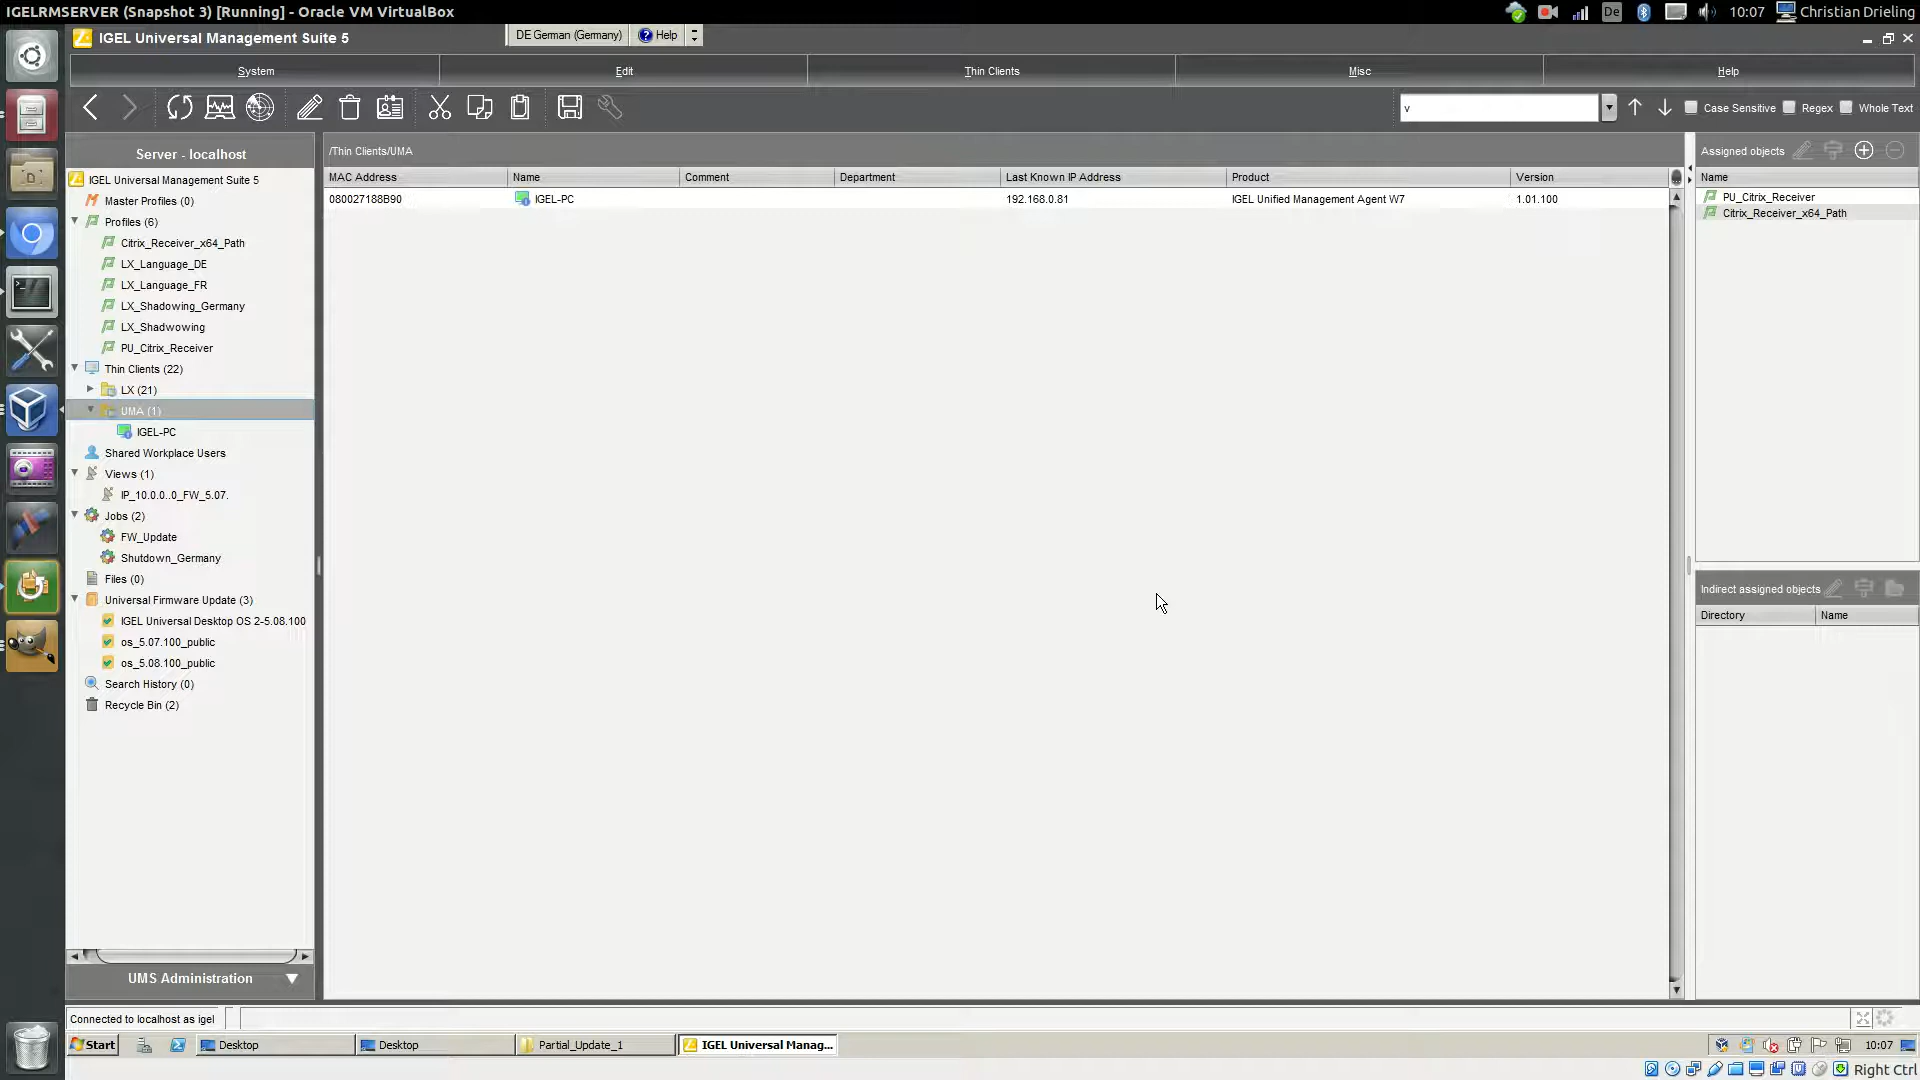 IGELRMSERVER (Snapshot 3) [Running] - Oracle VM VirtualBox
De
10:07
Christian Drieling
IGEL Universal Management Suite 5
DE German (Germany)
Help
System
Edit
Thin Clients
Misc
Help
v
Case Sensitive
Regex
Whole Text
Server - localhost
IGEL Universal Management Suite 5
Master Profiles (0)
Profiles (6)
Citrix_Receiver_x64_Path
LX_Language_DE
LX_Language_FR
LX_Shadowing_Germany
LX_Shadwowing
PU_Citrix_Receiver
Thin Clients (22)
LX (21)
UMA (1)
IGEL-PC
Shared Workplace Users
Views (1)
IP_10.0.0..0_FW_5.07.
Jobs (2)
FW_Update
Shutdown_Germany
Files (0)
Universal Firmware Update (3)
IGEL Universal Desktop OS 2-5.08.100
os_5.07.100_public
os_5.08.100_public
Search History (0)
Recycle Bin (2)
UMS Administration
/Thin Clients/UMA
MAC Address Name Comment Department Last Known IP Address Product Version
080027188B90 IGEL-PC 192.168.0.81 IGEL Unified Management Agent W7 1.01.100
Assigned objects
Name
PU_Citrix_Receiver
Citrix_Receiver_x64_Path
Indirect assigned objects
Directory Name
Connected to localhost as igel
Start
Desktop
Desktop
Partial_Update_1
IGEL Universal Manag...
10:07
Right Ctrl